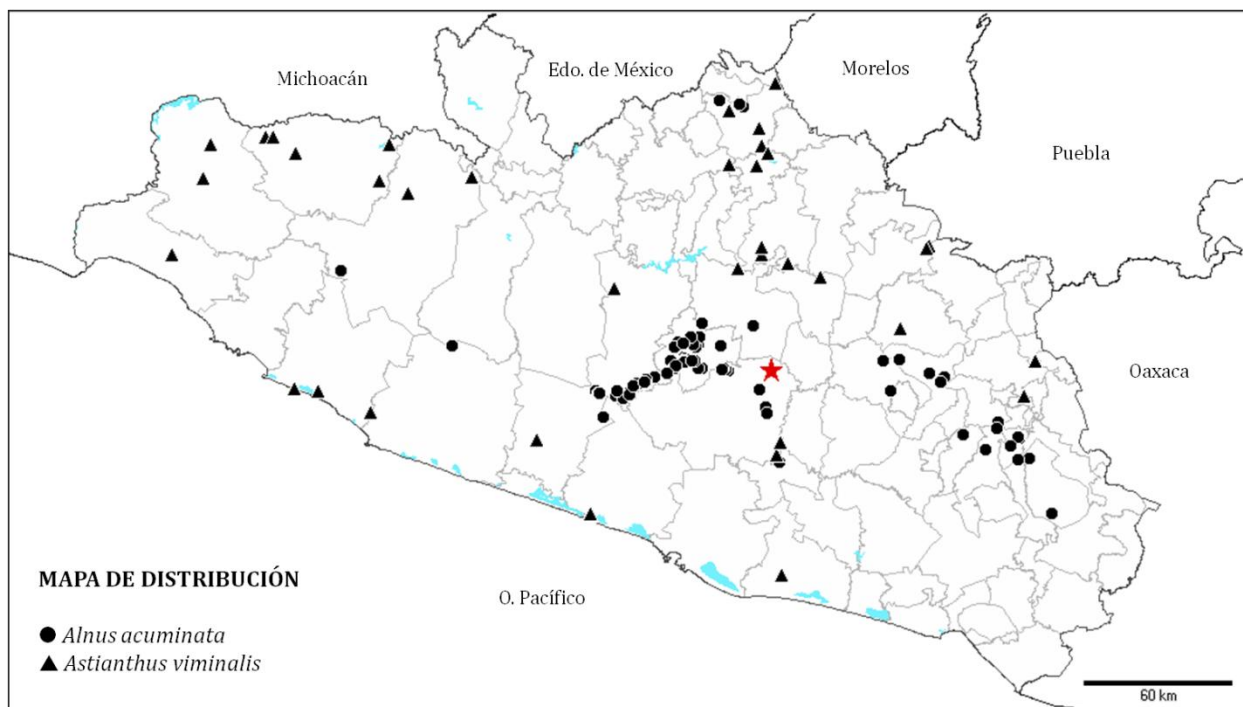 Michoacán
Edo. de México
Morelos
Puebla
Oaxaca
O. Pacífico
MAPA DE DISTRIBUCIÓN
Alnus acuminata
Astianthus viminalis
60 km